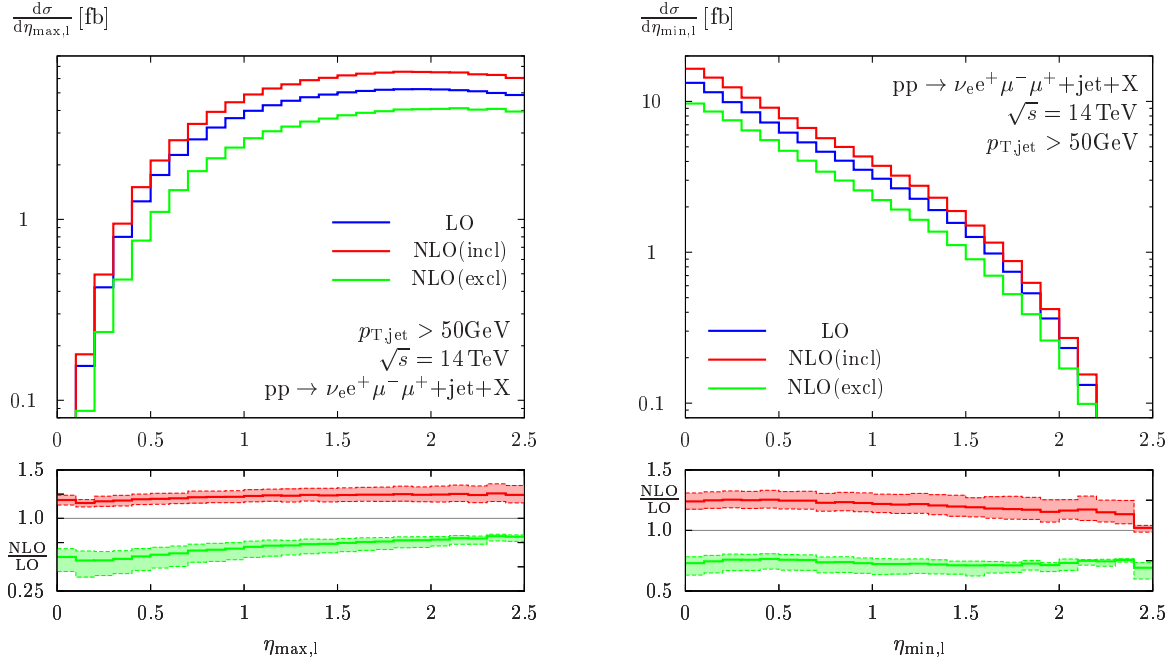 dσ/dη_max,l [fb]
1
0.1
LO
NLO(incl)
NLO(excl)
p_T,jet > 50GeV
√s = 14 TeV
pp → ν_e e⁺ μ⁻ μ⁺ +jet+X
0 0.5 1 1.5 2 2.5
NLO/LO
1.5
1.0
0.25
0 0.5 1 1.5 2 2.5
η_max,l
dσ/dη_min,l [fb]
10
1
0.1
pp → ν_e e⁺ μ⁻ μ⁺ +jet+X
√s = 14 TeV
p_T,jet > 50GeV
LO
NLO(incl)
NLO(excl)
0 0.5 1 1.5 2 2.5
NLO/LO
1.5
1.0
0.5
0 0.5 1 1.5 2 2.5
η_min,l